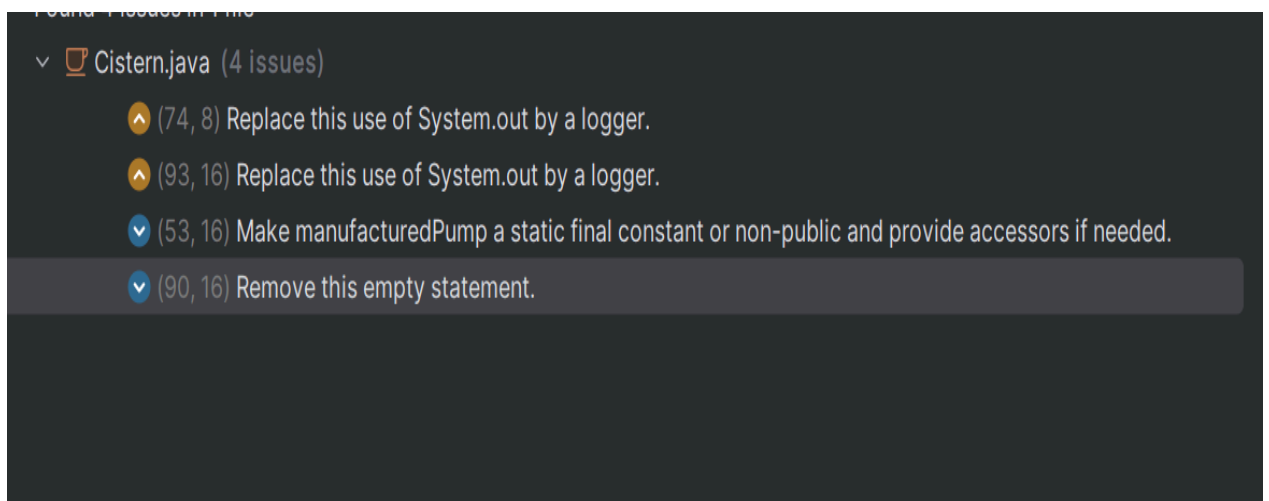 Cistern.java (4 issues)
(74, 8) Replace this use of System.out by a logger.
(93, 16) Replace this use of System.out by a logger.
(53, 16) Make manufacturedPump a static final constant or non-public and provide accessors if needed.
(90, 16) Remove this empty statement.